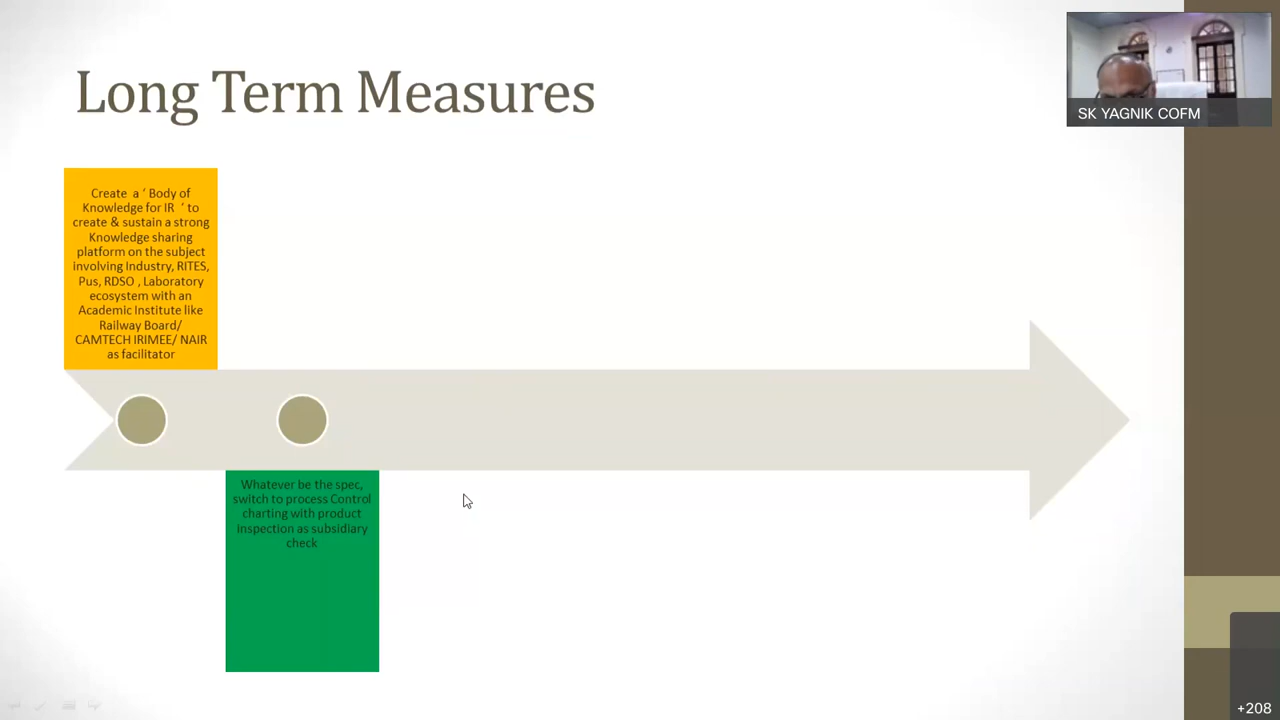 Long Term Measures
SK YAGNIK COFM
Create a ‘ Body of
Knowledge for IR ’ to
create & sustain a strong
Knowledge sharing
platform on the subject
involving Industry, RITES,
Pus, RDSO , Laboratory
ecosystem with an
Academic Institute like
Railway Board/
CAMTECH IRIMEE/ NAIR
as facilitator
Whatever be the spec,
switch to process Control
charting with product
Inspection as subsidiary
check
+208